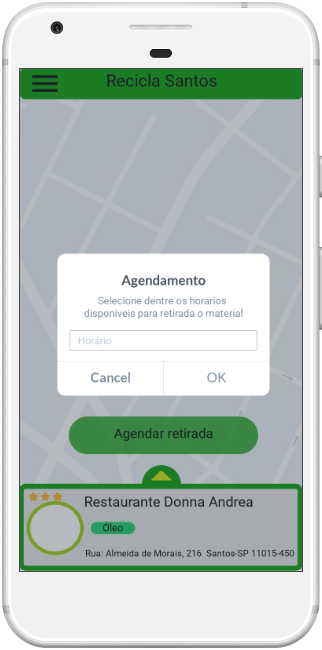 Recicla Santos
Agendamento
Selecione dentre os horarios
disponiveis para retirada o material
Horário
Cancel OK
Agendar retirada
Restaurante Donna Andrea
Óleo
Rua: Almeida de Morais, 216 Santos-SP 11015-450